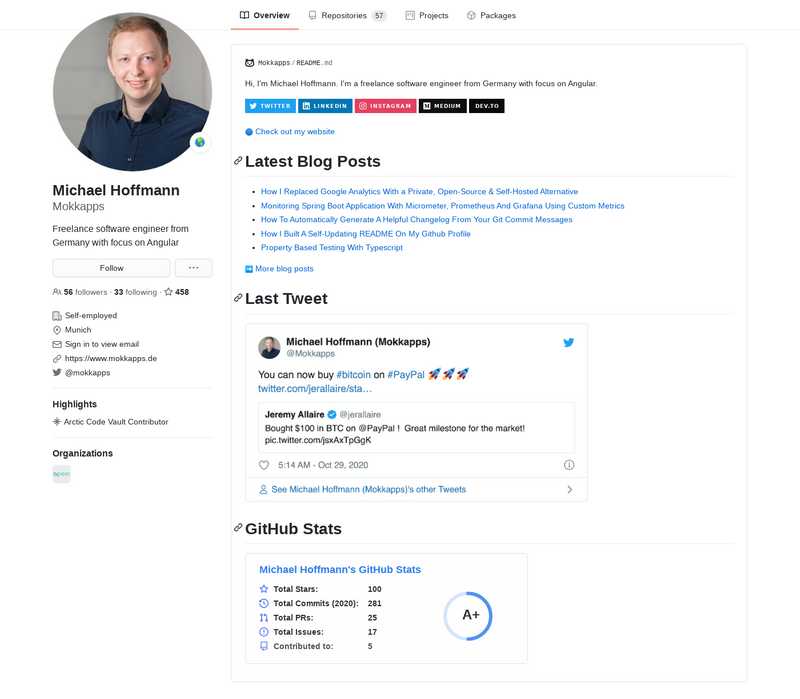 Overview
Repositories 57
Projects
Packages
Michael Hoffmann
Mokkapps
Freelance software engineer from
Germany with focus on Angular
Follow
...
56 followers · 33 following · 458
Self-employed
Munich
Sign in to view email
https://www.mokkapps.de
@mokkapps
Highlights
Arctic Code Vault Contributor
Organizations
Mokkapps / README.md
Hi, I'm Michael Hoffmann. I'm a freelance software engineer from Germany with focus on Angular.
TWITTER LINKEDIN INSTAGRAM MEDIUM DEV.TO
Check out my website
Latest Blog Posts
• How I Replaced Google Analytics With a Private, Open-Source & Self-Hosted Alternative
• Monitoring Spring Boot Application With Micrometer, Prometheus And Grafana Using Custom Metrics
• How To Automatically Generate A Helpful Changelog From Your Git Commit Messages
• How I Built A Self-Updating README On My Github Profile
• Property Based Testing With Typescript
➡️ More blog posts
Last Tweet
Michael Hoffmann (Mokkapps)
@Mokkapps
You can now buy #bitcoin on #PayPal 🚀🚀🚀
twitter.com/jerallaire/sta…
Jeremy Allaire @jerallaire
Bought $100 in BTC on @PayPal ! Great milestone for the market!
pic.twitter.com/jsxAxTpGgK
5:14 AM - Oct 29, 2020
See Michael Hoffmann (Mokkapps)'s other Tweets
GitHub Stats
Michael Hoffmann's GitHub Stats
Total Stars: 100
Total Commits (2020): 281
Total PRs: 25
Total Issues: 17
Contributed to: 5
A+